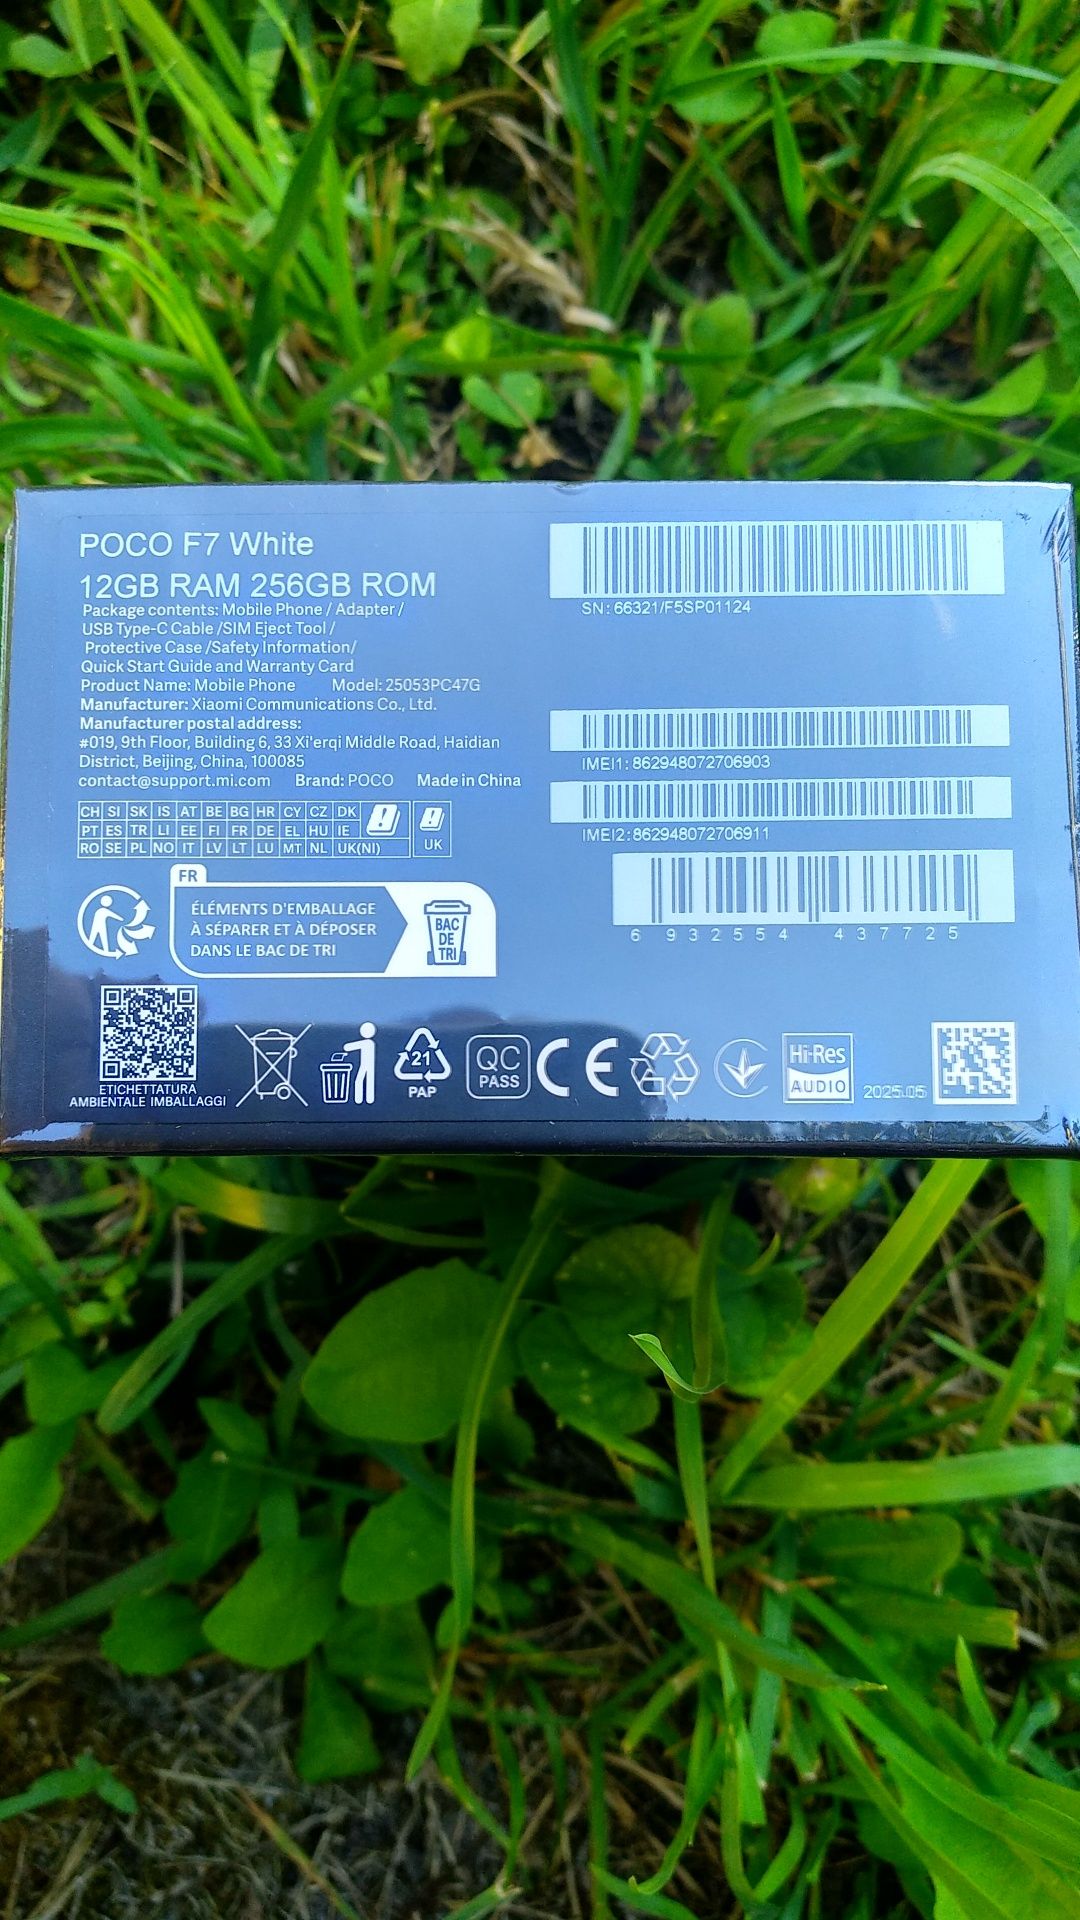 POCO F7 White
12GB RAM 256GB ROM
Package contents: Mobile Phone / Adapter /
USB Type-C Cable /SIM Eject Tool /
Protective Case /Safety Information/
Quick Start Guide and Warranty Card
Product Name: Mobile Phone Model: 25053PC47G
Manufacturer: Xiaomi Communications Co., Ltd.
Manufacturer postal address:
#019, 9th Floor, Building 6, 33 Xi'erqi Middle Road, Haidian
District, Beijing, China, 100085
contact@support.mi.com Brand: POCO Made in China
CH SI SK IS AT BE BG HR CY CZ DK
PT ES TR LI EE FI FR DE EL HU IE
RO SE PL NO IT LV LT LU MT NL UK(NI)
UK
SN: 66321/F5SP01124
IMEI1: 862948072706903
IMEI2:862948072706911
6 932554 437725
FR
ÉLÉMENTS D'EMBALLAGE
À SÉPARER ET À DÉPOSER
DANS LE BAC DE TRI
BAC
DE
TRI
ETICHETTATURA
AMBIENTALE IMBALLAGGI
21
PAP
QC
PASS
CE
Hi-Res
AUDIO
2025.05